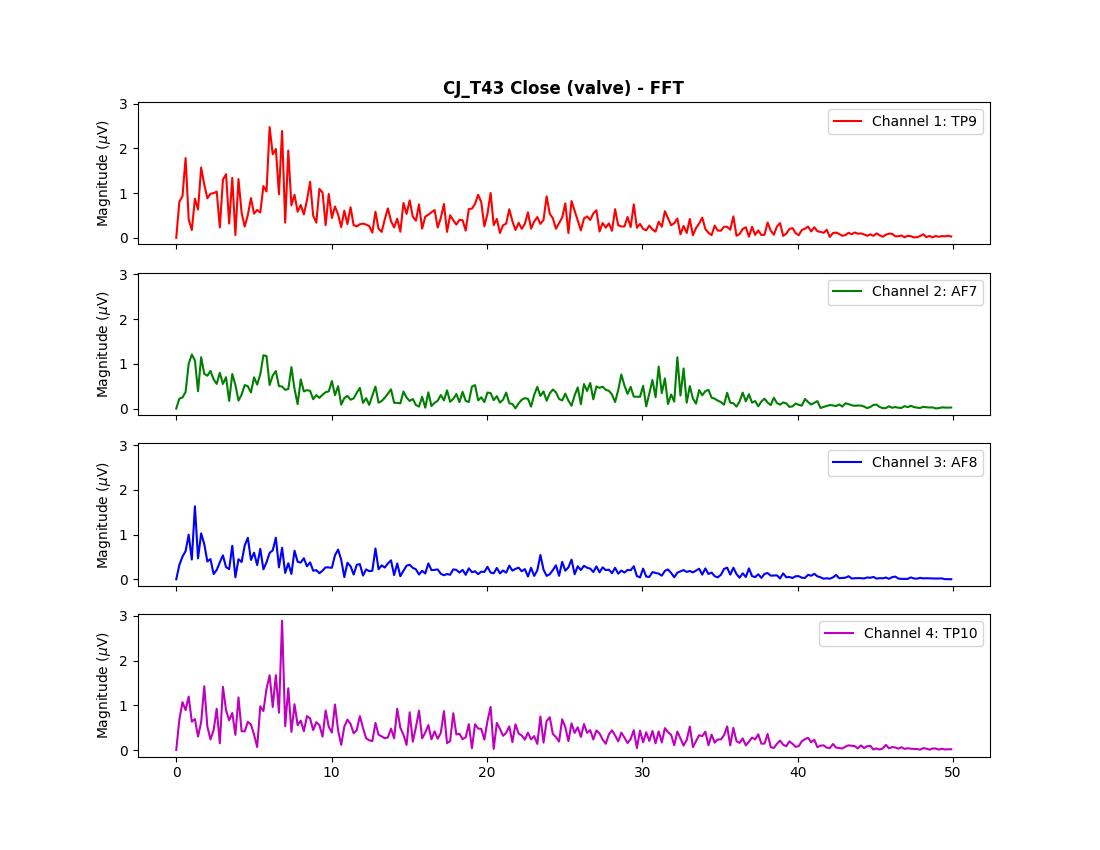 CJ_T43 Close (valve) - FFT
3
2
1
0
Magnitude (μV)
Channel 1: TP9
3
2
1
0
Magnitude (μV)
Channel 2: AF7
3
2
1
0
Magnitude (μV)
Channel 3: AF8
3
2
1
0
Magnitude (μV)
Channel 4: TP10
0 10 20 30 40 50